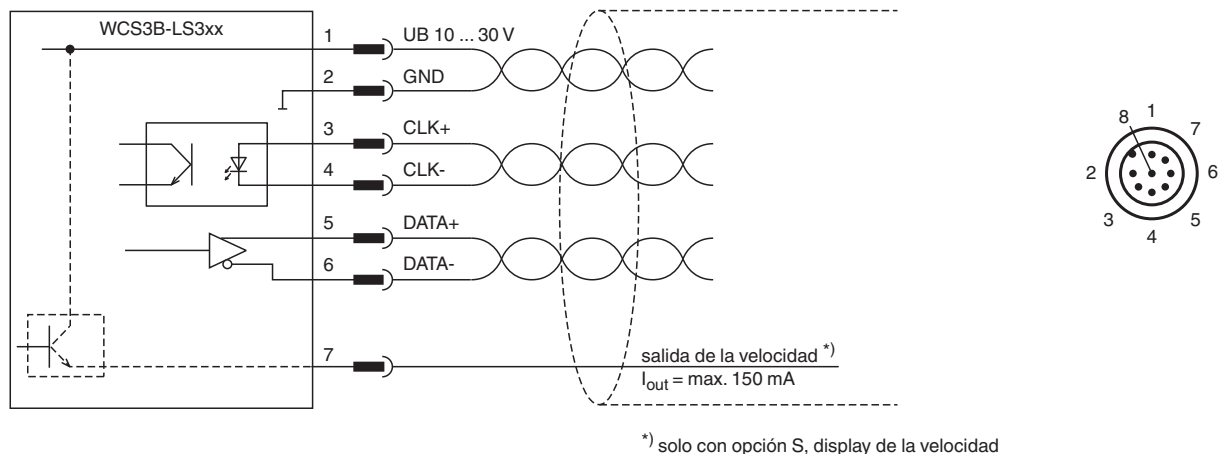 WCS3B-LS3xx
1 UB 10 ... 30 V
2 GND
3 CLK+
4 CLK-
5 DATA+
6 DATA-
7 salida de la velocidad *)
Iout = max. 150 mA
*) solo con opción S, display de la velocidad
8 1 7
2 6
3 5
4